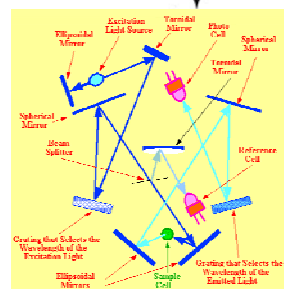 Excitation
Light Source
Toroidal
Mirror
Photo
Cell
Spherical
Mirror
Ellipsoidal
Mirror
Toroidal
Mirror
Spherical
Mirror
Beam
Splitter
Reference
Cell
Grating that Selects the
Wavelength of the
Excitation Light
Ellipsoidal
Mirrors
Sample
Cell
Grating that Selects the
Wavelength of the
Emitted Light